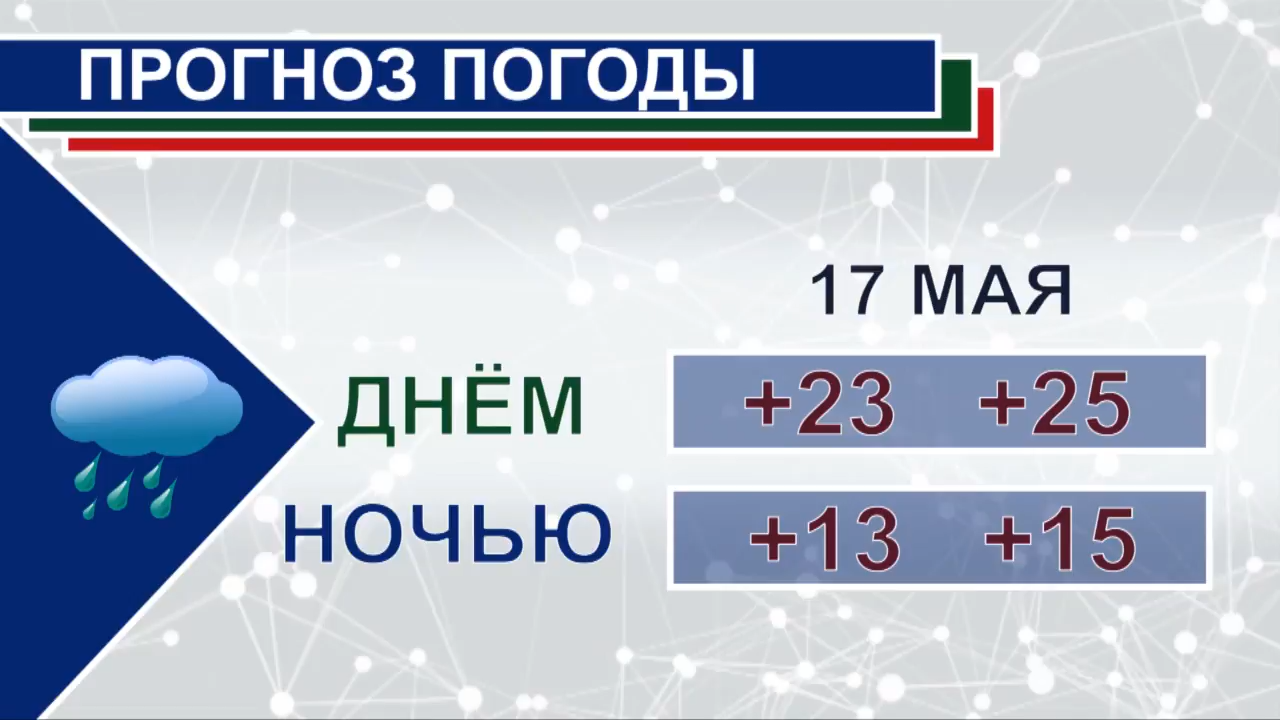 ПРОГНОЗ ПОГОДЫ
17 МАЯ
ДНЁМ +23 +25
НОЧЬЮ +13 +15